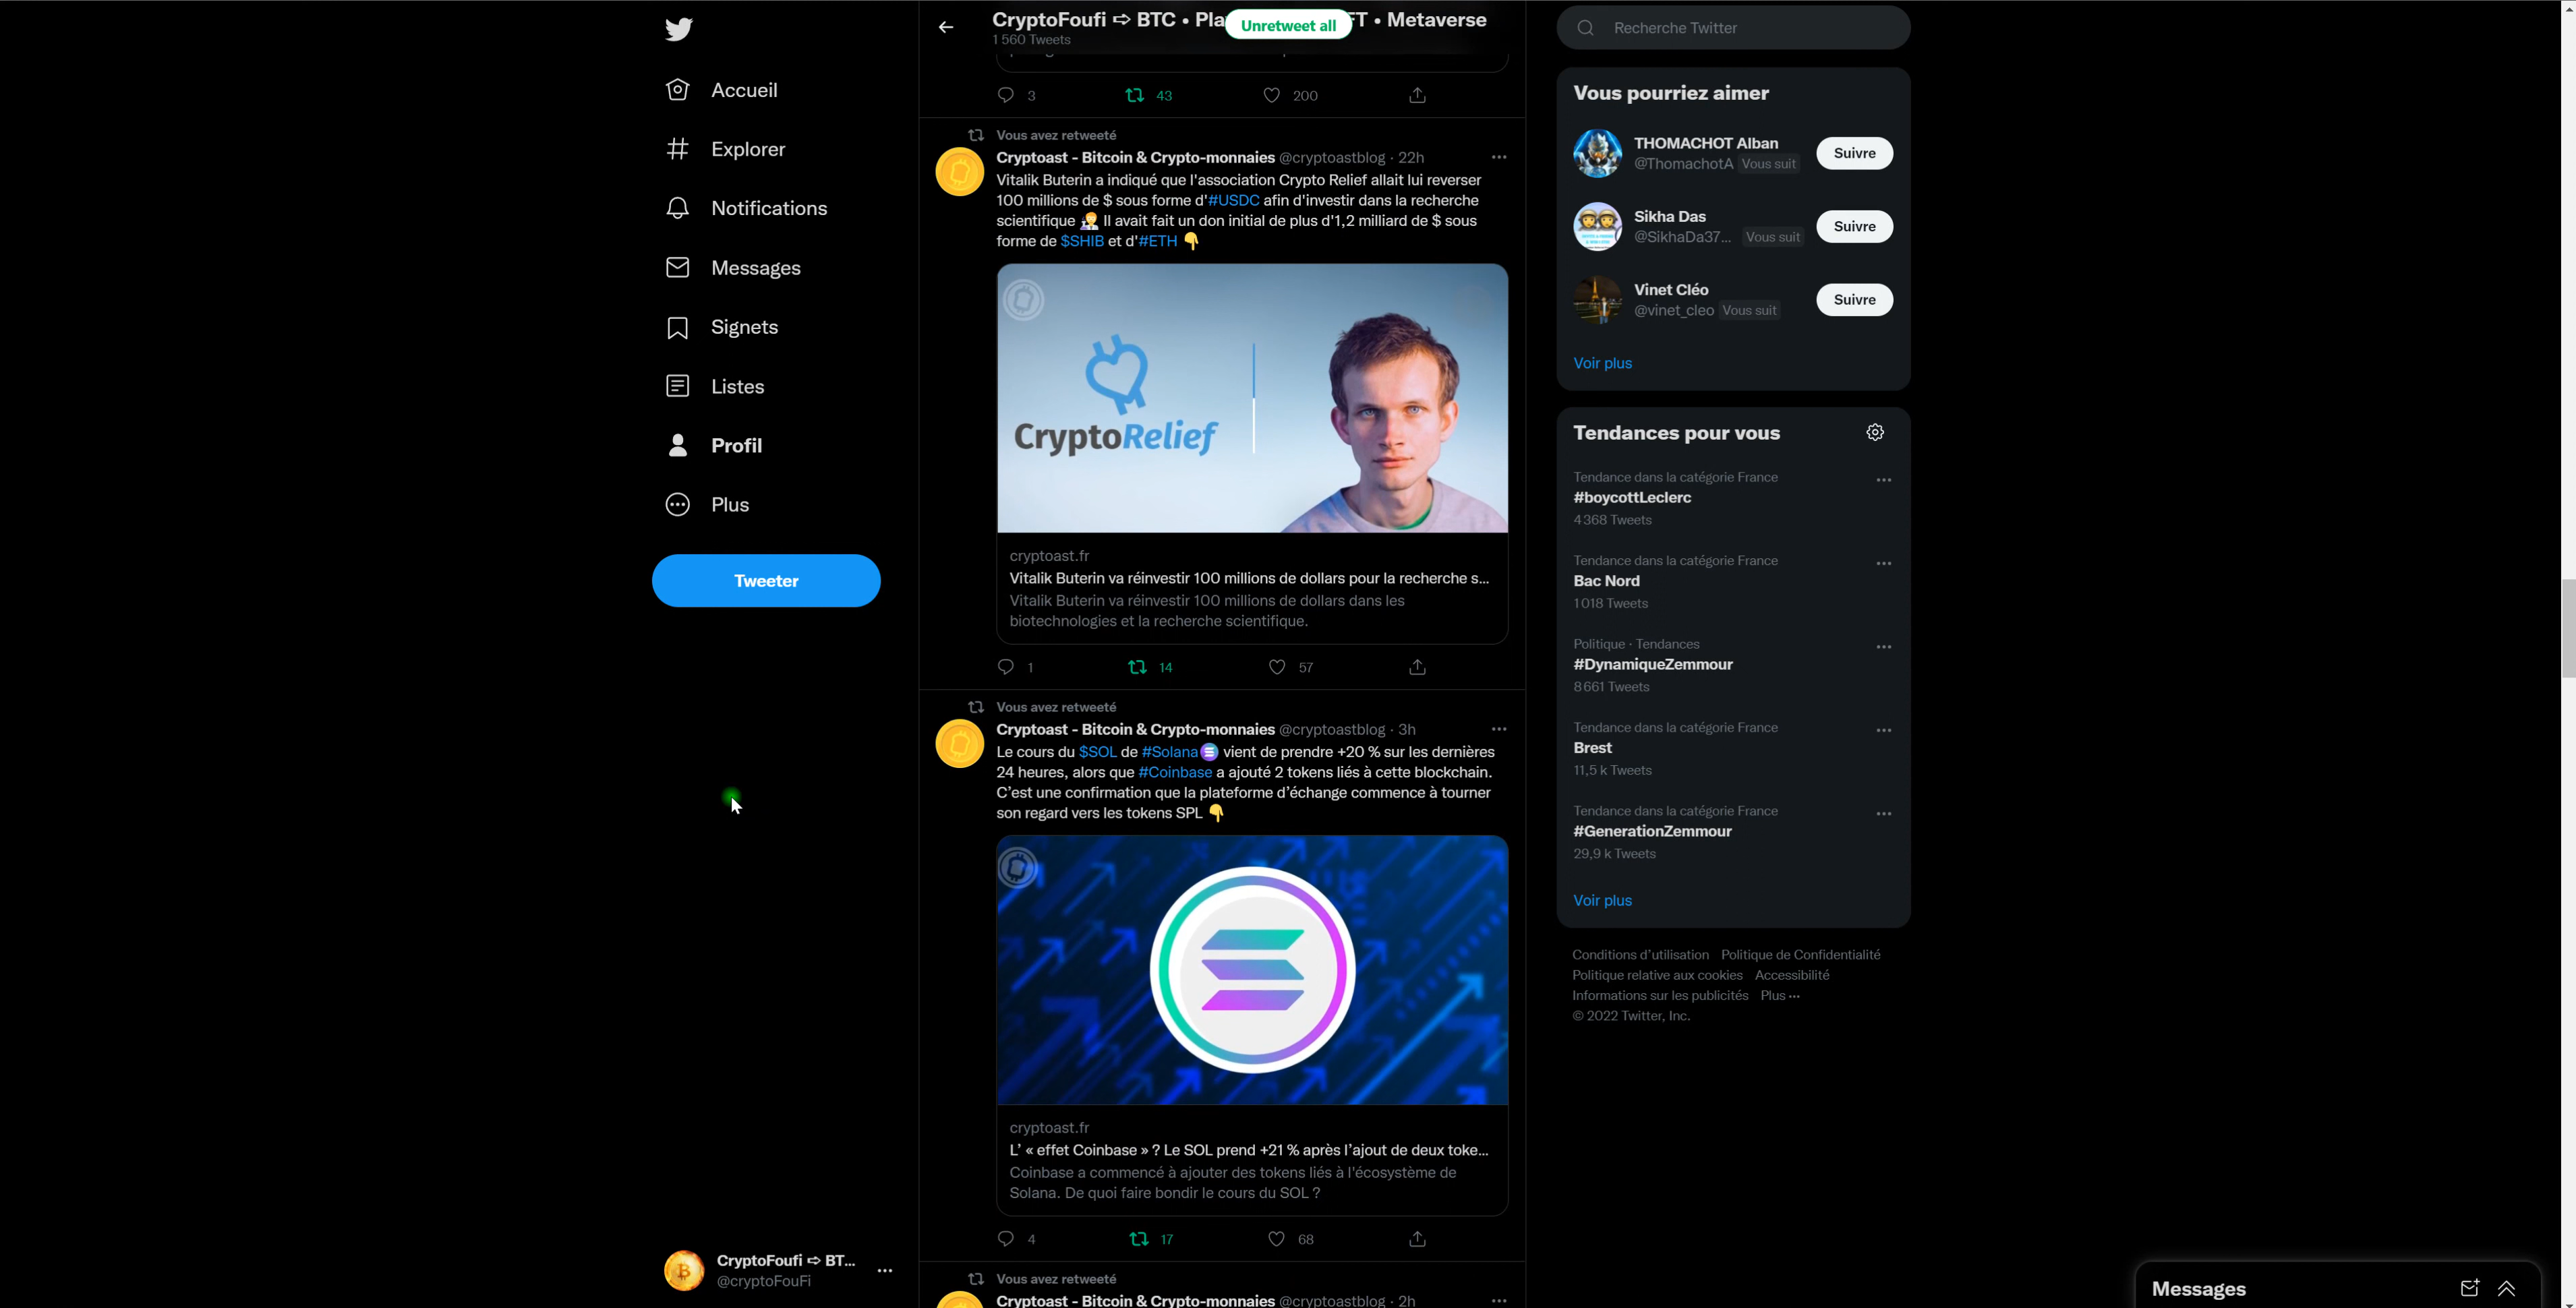 Accueil
Explorer
Notifications
Messages
Signets
Listes
Profil
Plus
Tweeter
CryptoFoufi ➪ BT...
@cryptoFouFi
CryptoFoufi ➪ BTC • Pla
Unretweet all
FT • Metaverse
1 560 Tweets
3
43
200
Vous avez retweeté
Cryptoast - Bitcoin & Crypto-monnaies @cryptoastblog · 22h
Vitalik Buterin a indiqué que l'association Crypto Relief allait lui reverser
100 millions de $ sous forme d'#USDC afin d'investir dans la recherche
scientifique 🧑‍🔬 Il avait fait un don initial de plus d'1,2 milliard de $ sous
forme de $SHIB et d'#ETH 👇
CryptoRelief
cryptoast.fr
Vitalik Buterin va réinvestir 100 millions de dollars pour la recherche s...
Vitalik Buterin va réinvestir 100 millions de dollars dans les
biotechnologies et la recherche scientifique.
1
14
57
Vous avez retweeté
Cryptoast - Bitcoin & Crypto-monnaies @cryptoastblog · 3h
Le cours du $SOL de #Solana vient de prendre +20 % sur les dernières
24 heures, alors que #Coinbase a ajouté 2 tokens liés à cette blockchain.
C’est une confirmation que la plateforme d’échange commence à tourner
son regard vers les tokens SPL 👇
cryptoast.fr
L’ « effet Coinbase » ? Le SOL prend +21 % après l’ajout de deux toke...
Coinbase a commencé à ajouter des tokens liés à l'écosystème de
Solana. De quoi faire bondir le cours du SOL ?
4
17
68
Vous avez retweeté
Cryptoast - Bitcoin & Crypto-monnaies @cryptoastblog · 2h
Recherche Twitter
Vous pourriez aimer
THOMACHOT Alban
@ThomachotA Vous suit
Suivre
Sikha Das
@SikhaDa37... Vous suit
Suivre
Vinet Cléo
@vinet_cleo Vous suit
Suivre
Voir plus
Tendances pour vous
Tendance dans la catégorie France
#boycottLeclerc
4 368 Tweets
Tendance dans la catégorie France
Bac Nord
1 018 Tweets
Politique · Tendances
#DynamiqueZemmour
8 661 Tweets
Tendance dans la catégorie France
Brest
11,5 k Tweets
Tendance dans la catégorie France
#GenerationZemmour
29,9 k Tweets
Voir plus
Conditions d’utilisation Politique de Confidentialité
Politique relative aux cookies Accessibilité
Informations sur les publicités Plus ···
© 2022 Twitter, Inc.
Messages